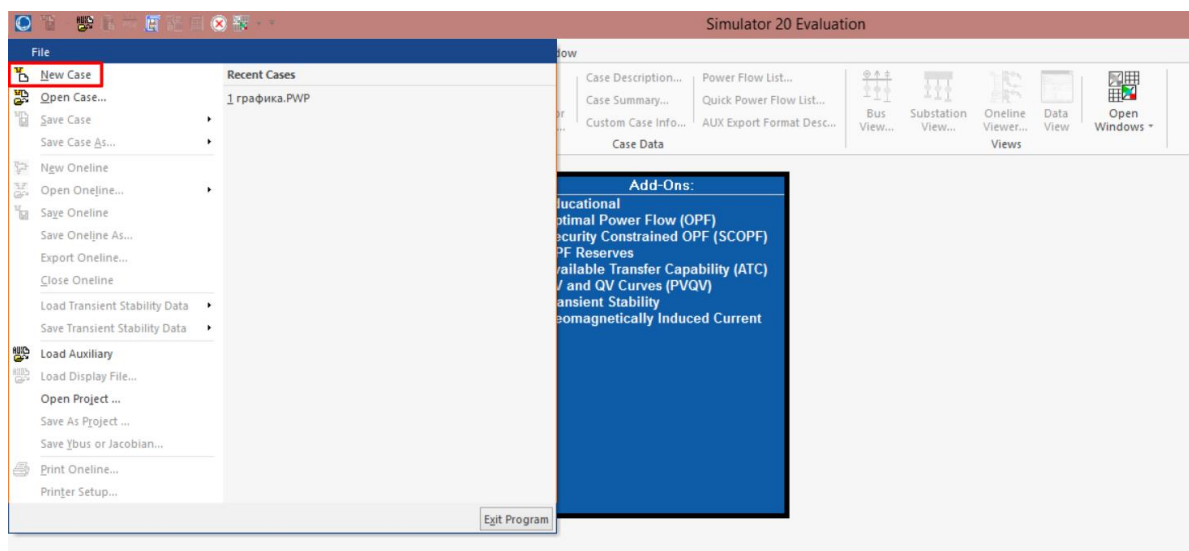 Simulator 20 Evaluation
File
dow
New Case
Open Case...
Save Case
Save Case As...
New Oneline
Open Oneline...
Save Oneline
Save Oneline As...
Export Oneline...
Close Oneline
Load Transient Stability Data
Save Transient Stability Data
Load Auxiliary
Load Display File...
Open Project ...
Save As Project ...
Save Ybus or Jacobian...
Print Oneline...
Printer Setup...
Recent Cases
1 графика.PWP
Exit Program
Case Description...
Case Summary...
Custom Case Info...
Power Flow List...
Quick Power Flow List...
AUX Export Format Desc...
Case Data
Bus
View...
Substation
View...
Oneline
Viewer...
Data
View
Views
Open
Windows
Add-Ons:
ucational
ptimal Power Flow (OPF)
ecurity Constrained OPF (SCOPF)
PF Reserves
vailable Transfer Capability (ATC)
V and QV Curves (PVQV)
ansient Stability
eomagnetically Induced Current